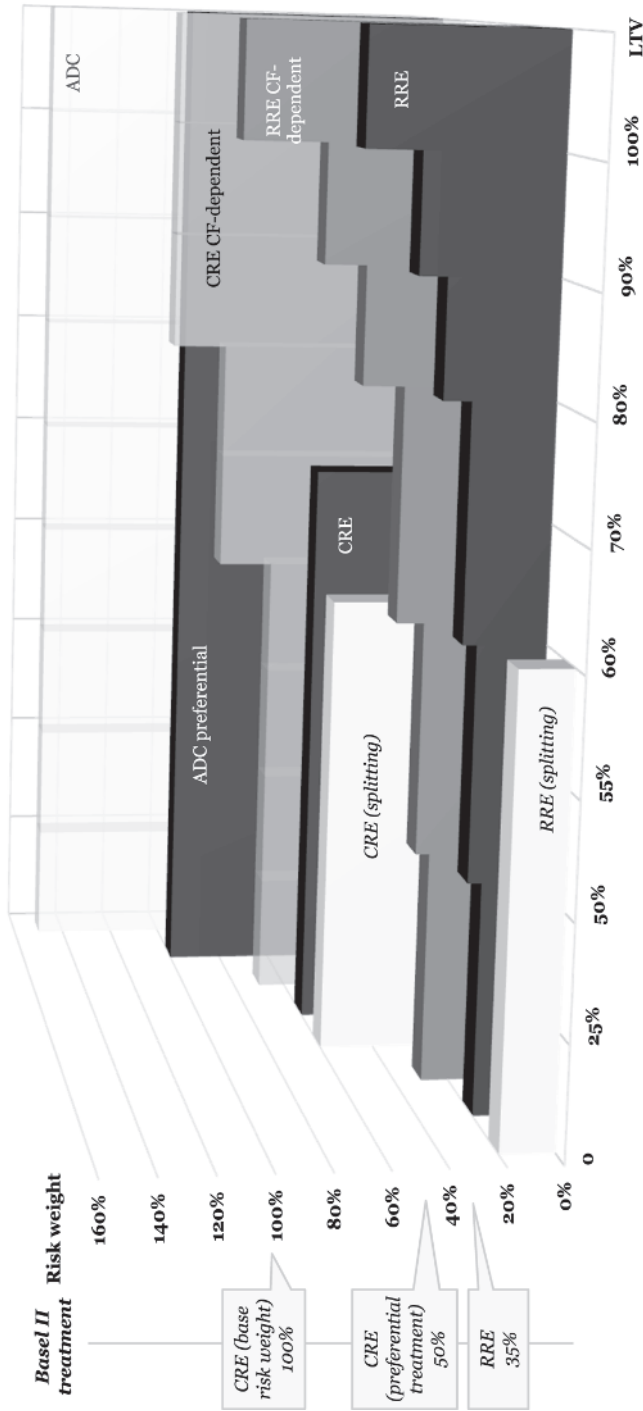 Basel II
treatment
Risk weight
160%
140%
120%
100%
80%
60%
40%
20%
0%
CRE (base
risk weight)
100%
CRE
(preferential
treatment)
50%
RRE
35%
ADC
ADC preferential
CRE CF-dependent
RRE CF-
dependent
CRE
RRE
CRE (splitting)
RRE (splitting)
0
25%
50%
55%
60%
70%
80%
90%
100%
LTV